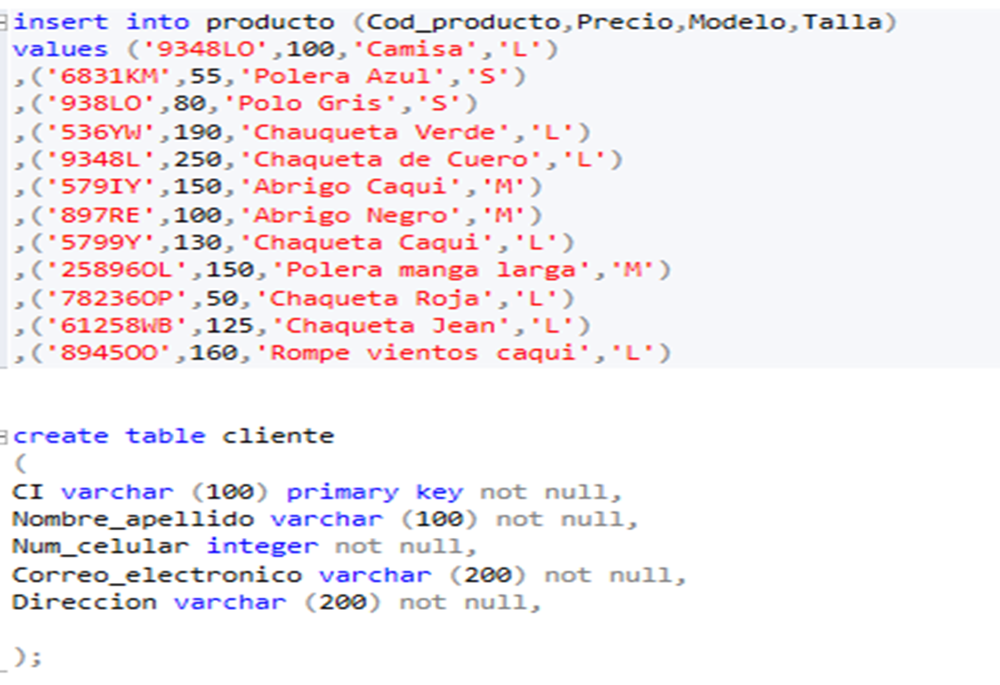 insert into producto (Cod_producto,Precio,Modelo,Talla)
values ('9348LO',100,'Camisa','L')
,('6831KM',55,'Polera Azul','S')
,('938LO',80,'Polo Gris','S')
,('536YW',190,'Chauqueta Verde','L')
,('9348L',250,'Chaqueta de Cuero','L')
,('579IY',150,'Abrigo Caqui','M')
,('897RE',100,'Abrigo Negro','M')
,('5799Y',130,'Chaqueta Caqui','L')
,('25896OL',150,'Polera manga larga','M')
,('78236OP',50,'Chaqueta Roja','L')
,('61258WB',125,'Chaqueta Jean','L')
,('8945OO',160,'Rompe vientos caqui','L')
create table cliente
(
CI varchar (100) primary key not null,
Nombre_apellido varchar (100) not null,
Num_celular integer not null,
Correo_electronico varchar (200) not null,
Direccion varchar (200) not null,
);